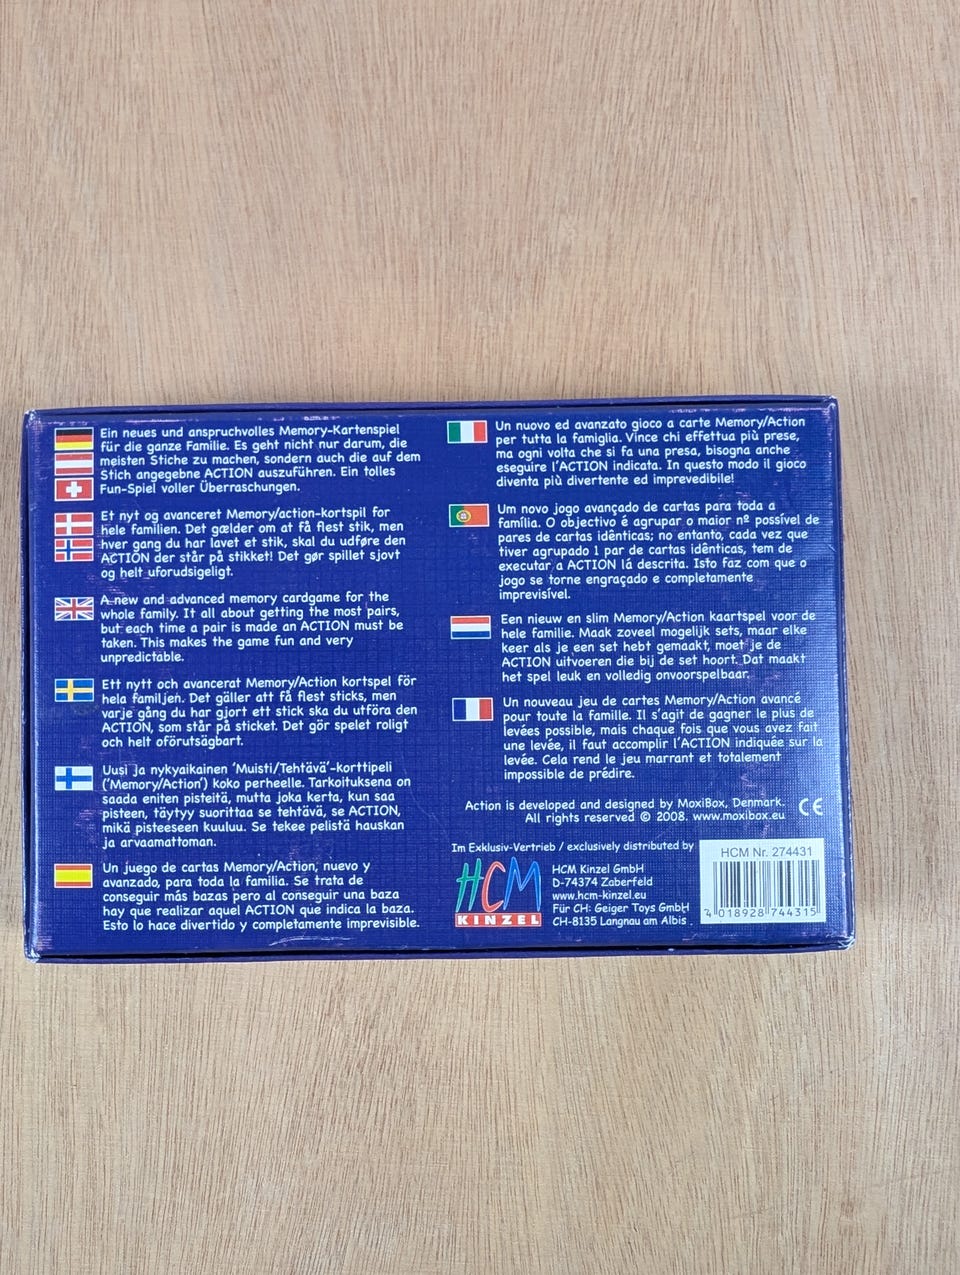 Ein neues und anspruchvolles Memory-Kartenspiel
für die ganze Familie. Es geht nicht nur darum, die
meisten Stiche zu machen, sondern auch die auf dem
Stich angegebne ACTION auszuführen. Ein tolles
Fun-Spiel voller Überraschungen.
Et nyt og avanceret Memory/action-kortspil for
hele familien. Det gælder om at få flest stik, men
hver gang du har lavet et stik, skal du udføre den
ACTION der står på stikket! Det gør spillet sjovt
og helt uforudsigeligt.
A new and advanced memory cardgame for the
whole family. It all about getting the most pairs,
but each time a pair is made an ACTION must be
taken. This makes the game fun and very
unpredictable.
Ett nytt och avancerat Memory/Action kortspel för
hela familjen. Det gäller att få flest sticks, men
varje gång du har gjort ett stick ska du utföra den
ACTION, som står på sticket. Det gör spelet roligt
och helt oförutsägbart.
Uusi ja nykyaikainen 'Muisti/Tehtävä'-korttipeli
('Memory/Action') koko perheelle. Tarkoituksena on
saada eniten pisteitä, mutta joka kerta, kun saa
pisteen, täytyy suorittaa se tehtävä, se ACTION,
mikä pisteeseen kuuluu. Se tekee pelistä hauskan
ja arvaamattoman.
Un juego de cartas Memory/Action, nuevo y
avanzado, para toda la familia. Se trata de
conseguir más bazas pero al conseguir una baza
hay que realizar aquel ACTION que indica la baza.
Esto lo hace divertido y completamente imprevisible.
Un nuovo ed avanzato gioco a carte Memory/Action
per tutta la famiglia. Vince chi effettua più prese,
ma ogni volta che si fa una presa, bisogna anche
eseguire l'ACTION indicata. In questo modo il gioco
diventa più divertente ed imprevedibile!
Um novo jogo avançado de cartas para toda a
família. O objectivo é agrupar o maior nº possível de
pares de cartas idênticas; no entanto, cada vez que
tiver agrupado 1 par de cartas idênticas, tem de
executar a ACTION lá descrita. Isto faz com que o
jogo se torne engraçado e completamente
imprevisível.
Een nieuw en slim Memory/Action kaartspel voor de
hele familie. Maak zoveel mogelijk sets, maar elke
keer als je een set hebt gemaakt, moet je de
ACTION uitvoeren die bij de set hoort. Dat maakt
het spel leuk en volledig onvoorspelbaar.
Un nouveau jeu de cartes Memory/Action avancé
pour toute la famille. Il s'agit de gagner le plus de
levées possible, mais chaque fois que vous avez fait
une levée, il faut accomplir l'ACTION indiquée sur la
levée. Cela rend le jeu marrant et totalement
impossible de prédire.
Action is developed and designed by MoxiBox, Denmark.
All rights reserved © 2008. www.moxibox.eu
CE
Im Exklusiv-Vertrieb / exclusively distributed by
HCM
KINZEL
HCM Kinzel GmbH
D-74374 Zaberfeld
www.hcm-kinzel.eu
Für CH: Geiger Toys GmbH
CH-8135 Langnau am Albis
HCM Nr. 274431
4 018928 744315